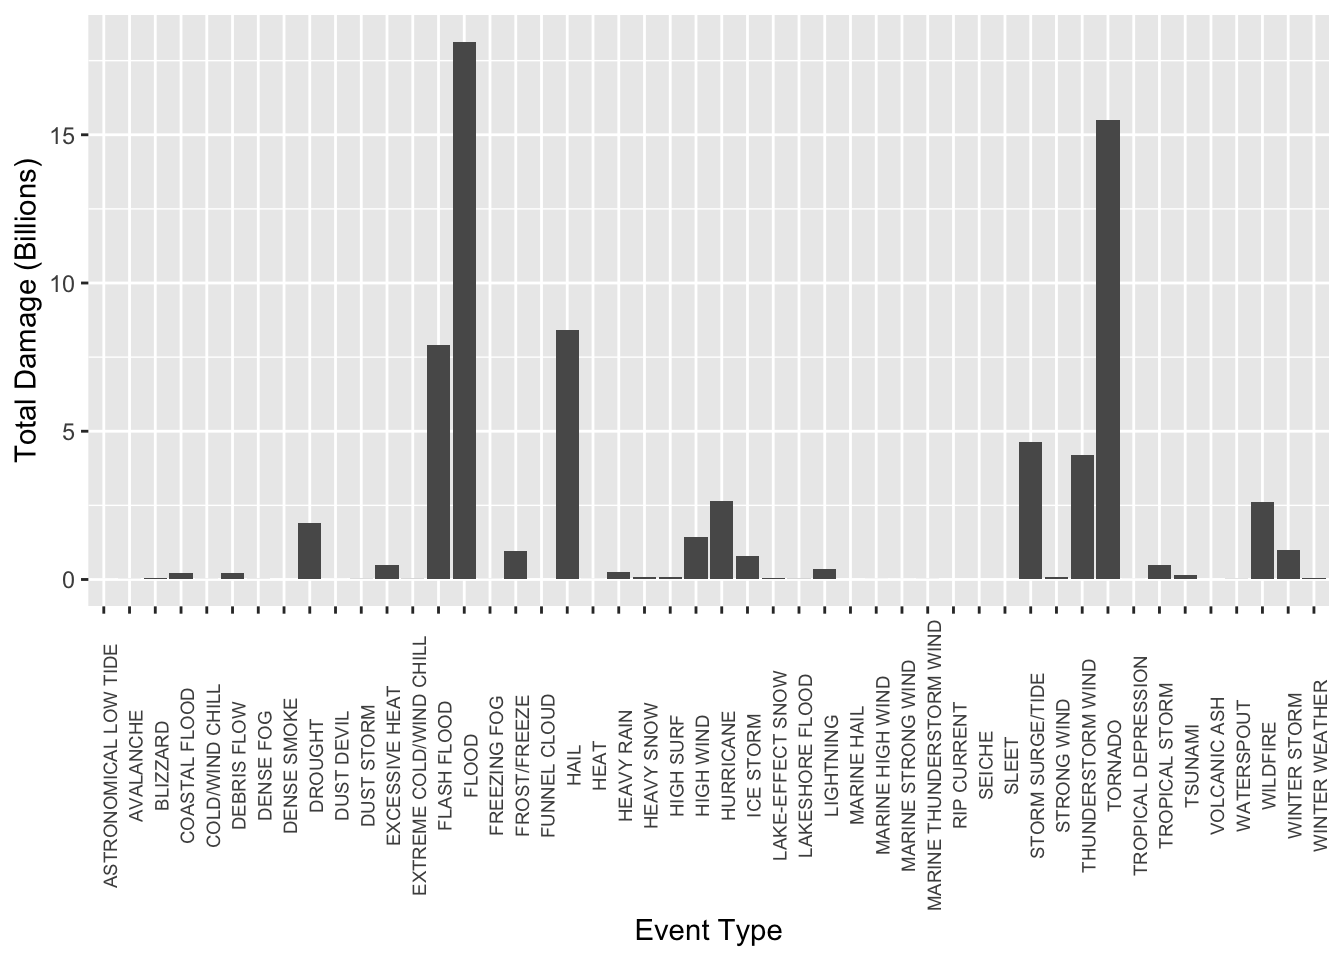 Total Damage (Billions)
15
10
5
0
ASTRONOMICAL LOW TIDE
AVALANCHE
BLIZZARD
COASTAL FLOOD
COLD/WIND CHILL
DEBRIS FLOW
DENSE FOG
DENSE SMOKE
DROUGHT
DUST DEVIL
DUST STORM
EXCESSIVE HEAT
EXTREME COLD/WIND CHILL
FLASH FLOOD
FLOOD
FREEZING FOG
FROST/FREEZE
FUNNEL CLOUD
HAIL
HEAT
HEAVY RAIN
HEAVY SNOW
HIGH SURF
HIGH WIND
HURRICANE
ICE STORM
LAKE-EFFECT SNOW
LAKESHORE FLOOD
LIGHTNING
MARINE HAIL
MARINE HIGH WIND
MARINE STRONG WIND
MARINE THUNDERSTORM WIND
RIP CURRENT
SEICHE
SLEET
STORM SURGE/TIDE
STRONG WIND
THUNDERSTORM WIND
TORNADO
TROPICAL DEPRESSION
TROPICAL STORM
TSUNAMI
VOLCANIC ASH
WATERSPOUT
WILDFIRE
WINTER STORM
WINTER WEATHER
Event Type